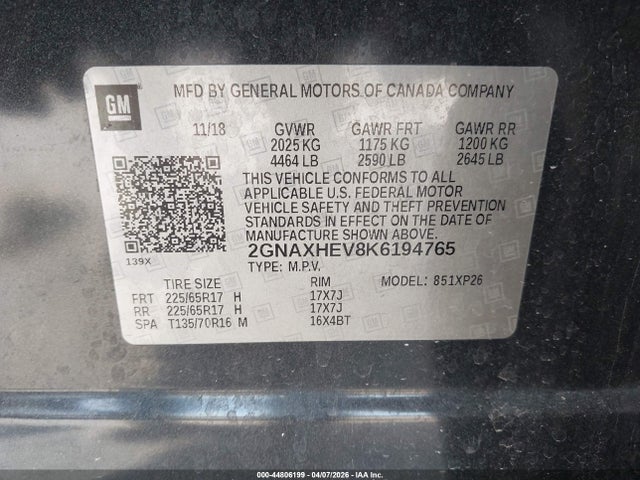 GM
MFD BY GENERAL MOTORS OF CANADA COMPANY
11/18 GVWR GAWR FRT GAWR RR
2025 KG 1175 KG 1200 KG
4464 LB 2590 LB 2645 LB
THIS VEHICLE CONFORMS TO ALL
APPLICABLE U.S. FEDERAL MOTOR
VEHICLE SAFETY AND THEFT PREVENTION
STANDARDS IN EFFECT ON THE DATE
OF MANUFACTURE SHOWN ABOVE.
139X 2GNAXHEV8K6194765
TYPE: M.P.V. MODEL: 851XP26
TIRE SIZE RIM
FRT 225/65R17 H 17X7J
RR 225/65R17 H 17X7J
SPA T135/70R16 M 16X4BT
000-44806199 - 04/07/2026 - IAA Inc.